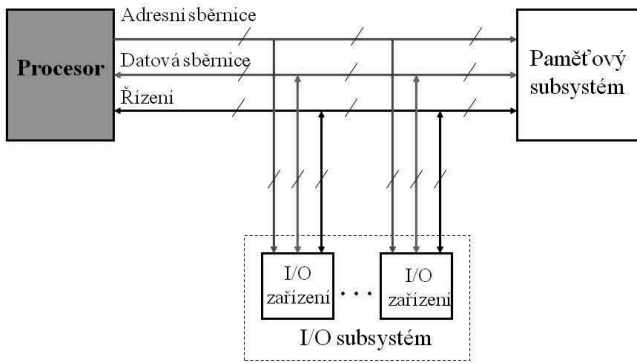 Adresní sběrnice
Procesor
Datová sběrnice
Řízení
Paměťový
subsystém
I/O
zařízení
. . .
I/O
zařízení
I/O subsystém